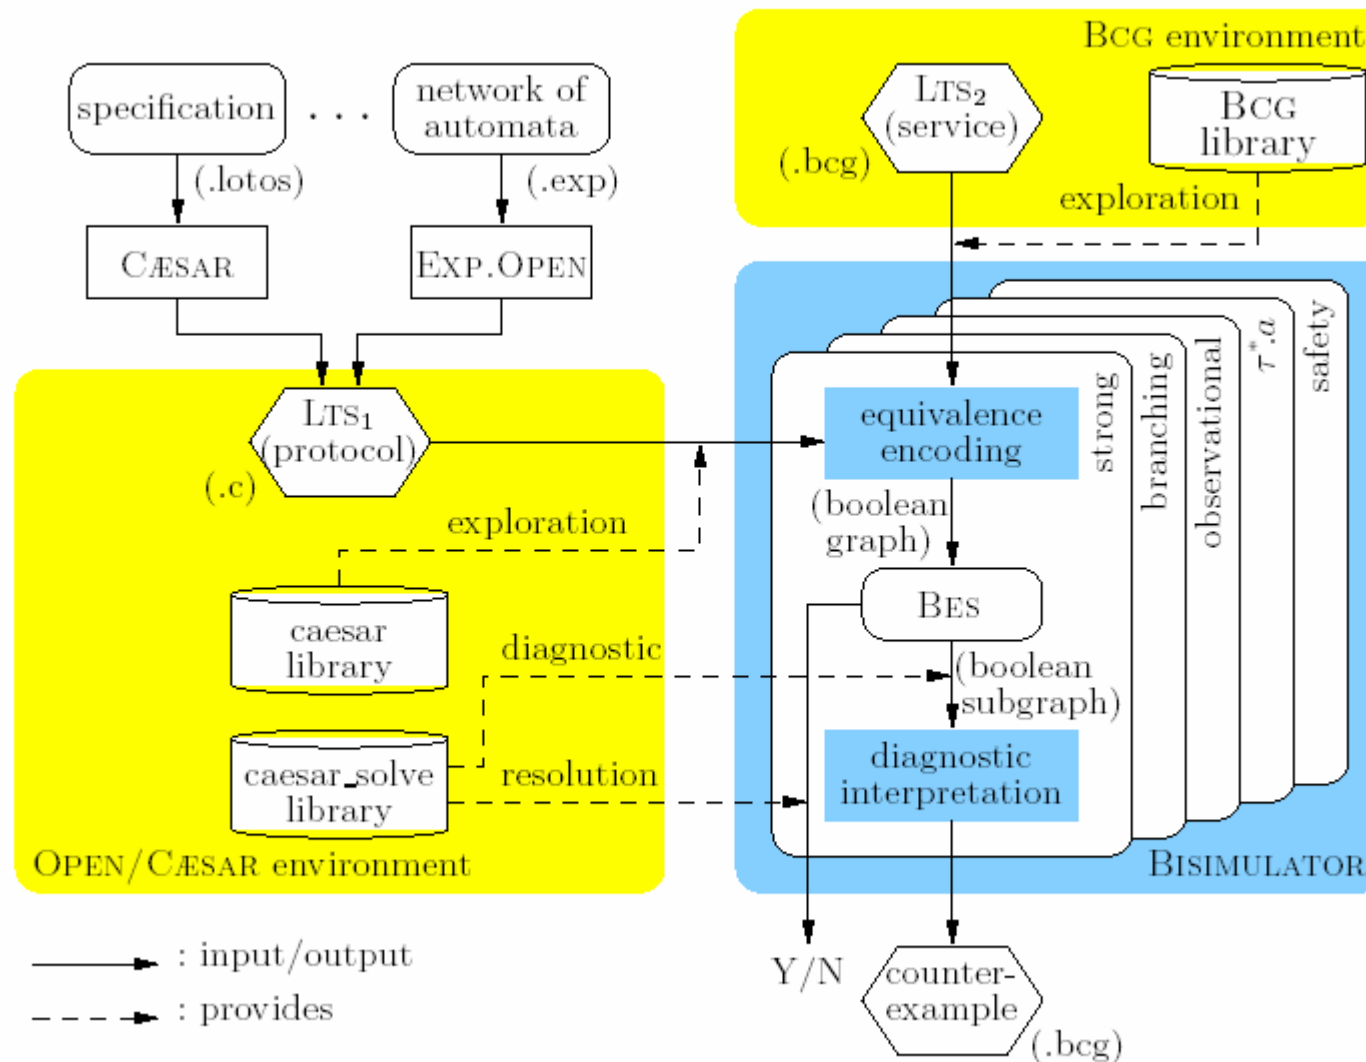 BCG environment
specification
. . .
network of
automata
LTS₂
(service)
BCG
library
(.lotos)
(.exp)
(.bcg)
exploration
CÆSAR
EXP.OPEN
LTS₁
(protocol)
(.c)
exploration
caesar
library
diagnostic
caesar_solve
library
resolution
OPEN/CÆSAR environment
equivalence
encoding
(boolean
graph)
BES
(boolean
subgraph)
diagnostic
interpretation
strong
branching
observational
τ*.a
safety
BISIMULATOR
: input/output
: provides
Y/N
counter-
example
(.bcg)